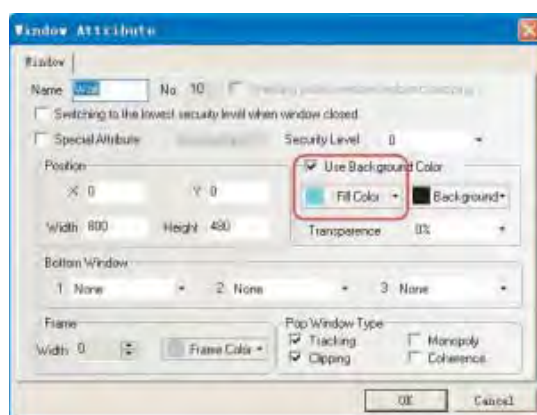 Window Attribute
Window
Name Wait No. 10
Switching to the lowest security level when window closed
Special Attribute Security Level 0
Position Use Background Color
X 0 Y 0 Fill Color Background
Width 800 Height 480 Transparence 0%
Bottom Window
1 None 2 None 3 None
Frame Pop Window Type
Width 0 Frame Color Tracking Monopoly
Clipping Coherence
OK Cancel